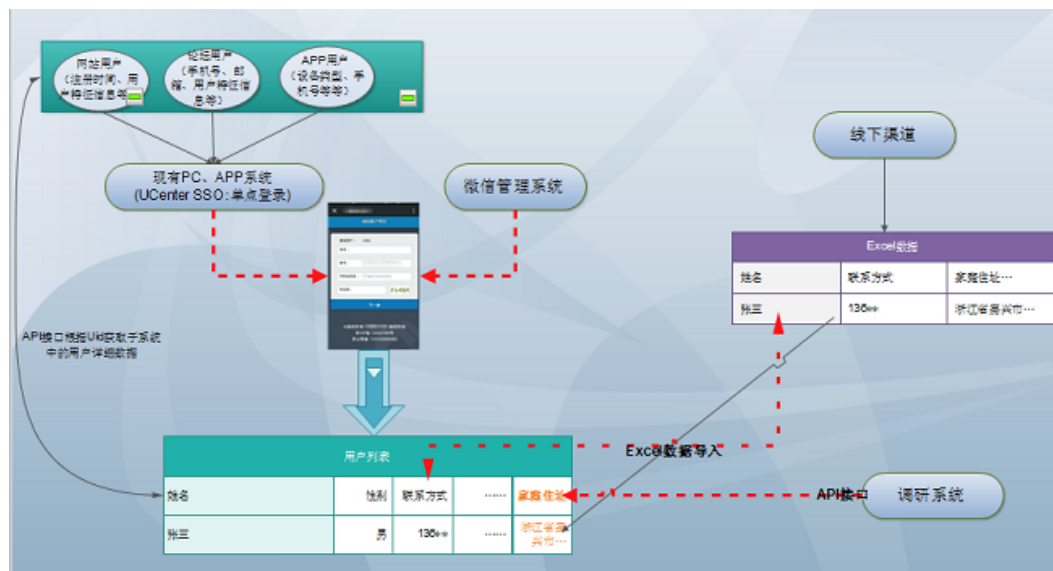 网站用户
（注册时间、用
户特征信息等
论坛用户
（手机号、邮
箱、用户特征信
息等）
APP用户
（设备类型、手
机号等等）
现有PC、APP系统
(UCenter SSO:单点登录)
微信管理系统
线下渠道
Excel数据
姓名 联系方式 家庭住址…
张三 136** 浙江省嘉兴市…
API接口根据Uid获取子系统
中的用户详细数据
用户列表
Excel数据导入
姓名 性别 联系方式 …… 家庭住址
API接口
调研系统
张三 男 136** …… 浙江省嘉
兴市…